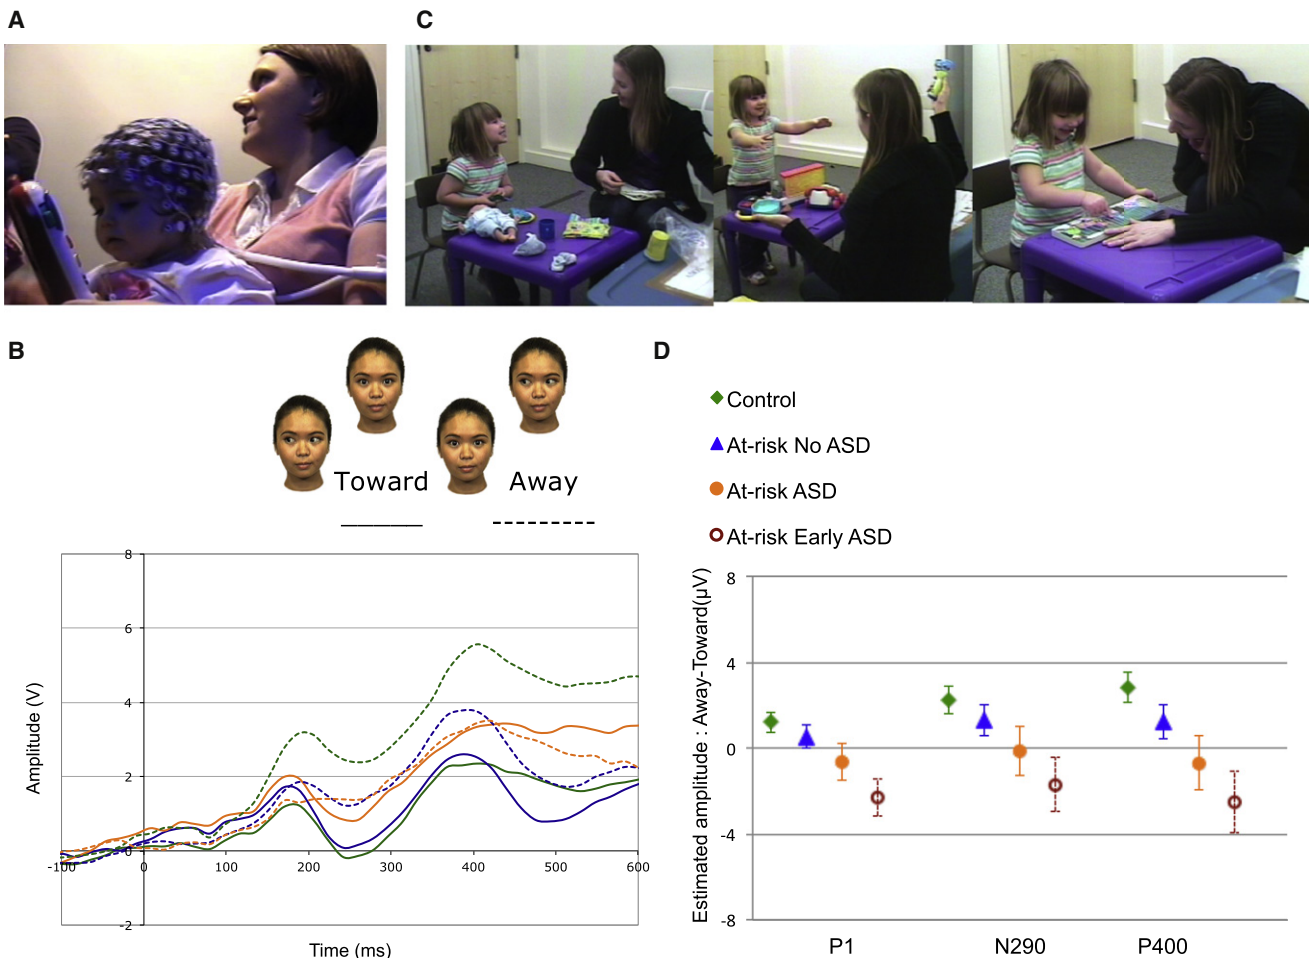 A
C
B
Toward
Away
D
Control
At-risk No ASD
At-risk ASD
At-risk Early ASD
Amplitude (V)
8
6
4
2
0
-2
-100
0
100
200
300
400
500
600
Time (ms)
Estimated amplitude : Away-Toward(µV)
8
4
0
-4
-8
P1
N290
P400